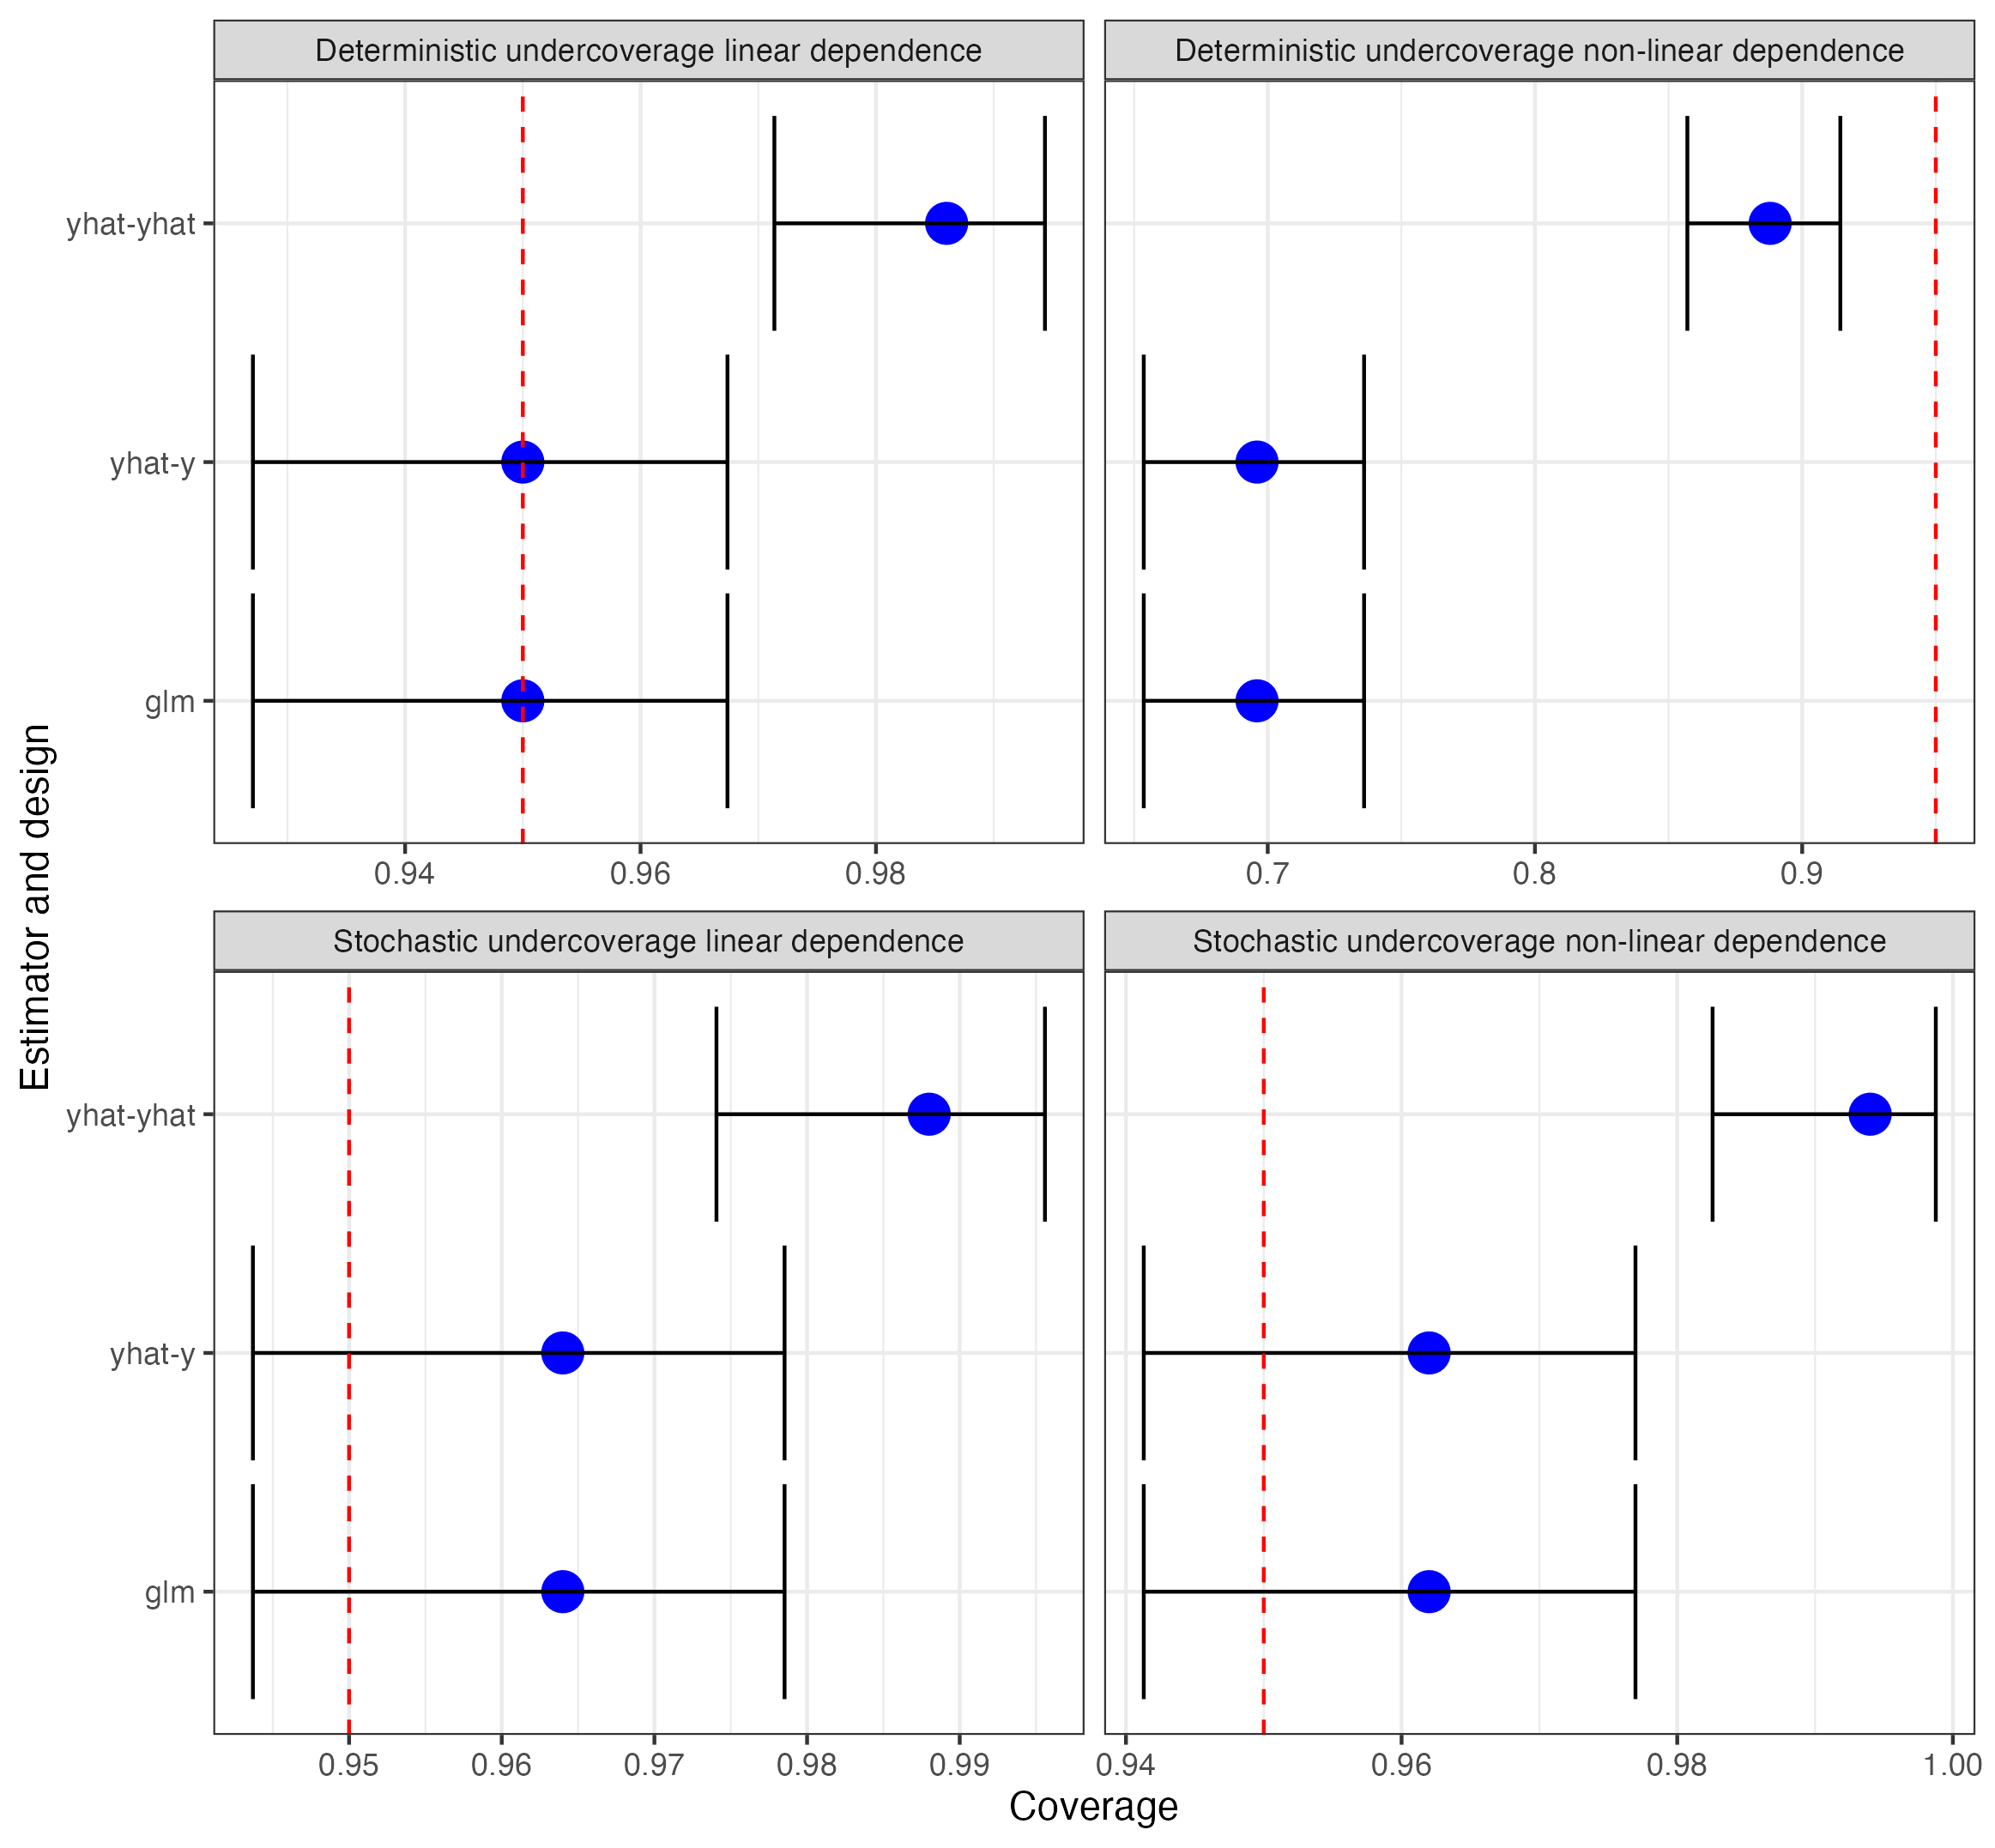 Deterministic undercoverage linear dependence
Deterministic undercoverage non-linear dependence
yhat-yhat
yhat-y
glm
0.94 0.96 0.98
0.7 0.8 0.9
Estimator and design
Stochastic undercoverage linear dependence
Stochastic undercoverage non-linear dependence
yhat-yhat
yhat-y
glm
0.95 0.96 0.97 0.98 0.99
0.94 0.96 0.98 1.00
Coverage